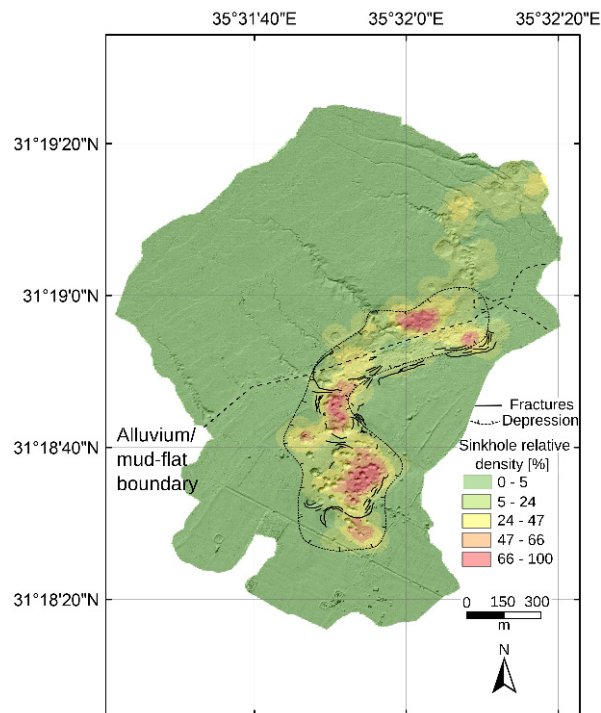 35°31'40"E
35°32'0"E
35°32'20"E
31°19'20"N
31°19'0"N
31°18'40"N
31°18'20"N
Alluvium/
mud-flat
boundary
Fractures
Depression
Sinkhole relative
density [%]
0 - 5
5 - 24
24 - 47
47 - 66
66 - 100
0 150 300
m
N